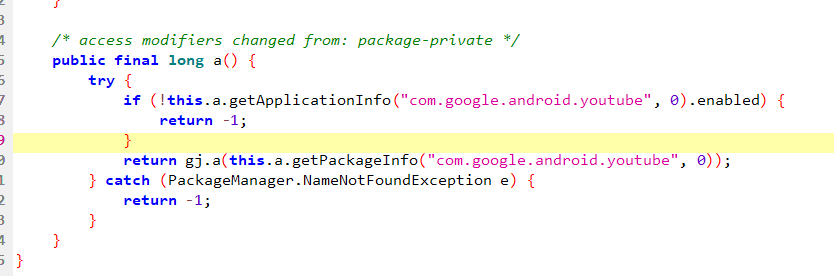 }
/* access modifiers changed from: package-private */
public final long a() {
try {
if (!this.a.getApplicationInfo("com.google.android.youtube", 0).enabled) {
return -1;
}
return gj.a(this.a.getPackageInfo("com.google.android.youtube", 0));
} catch (PackageManager.NameNotFoundException e) {
return -1;
}
}
}